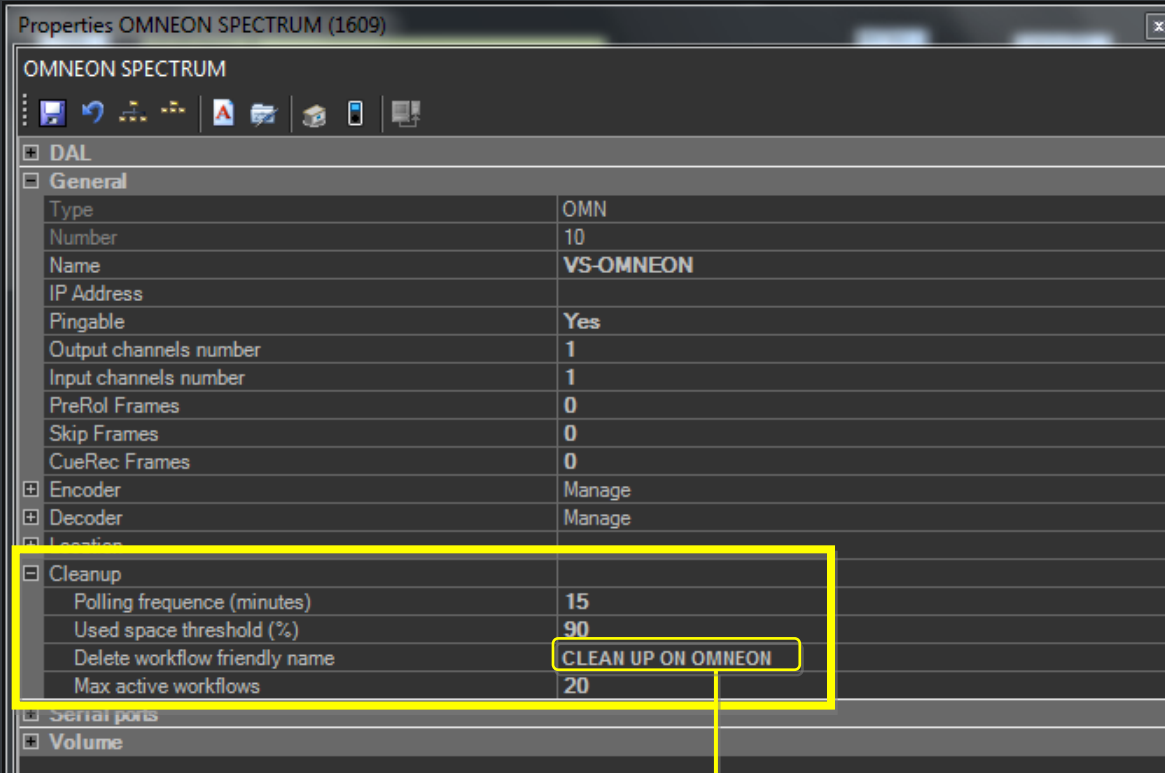 Properties OMNEON SPECTRUM (1609)
OMNEON SPECTRUM
DAL
General
Type OMN
Number 10
Name VS-OMNEON
IP Address
Pingable Yes
Output channels number 1
Input channels number 1
PreRol Frames 0
Skip Frames 0
CueRec Frames 0
Encoder Manage
Decoder Manage
Location
Cleanup
Polling frequence (minutes) 15
Used space threshold (%) 90
Delete workflow friendly name CLEAN UP ON OMNEON
Max active workflows 20
Serial ports
Volume